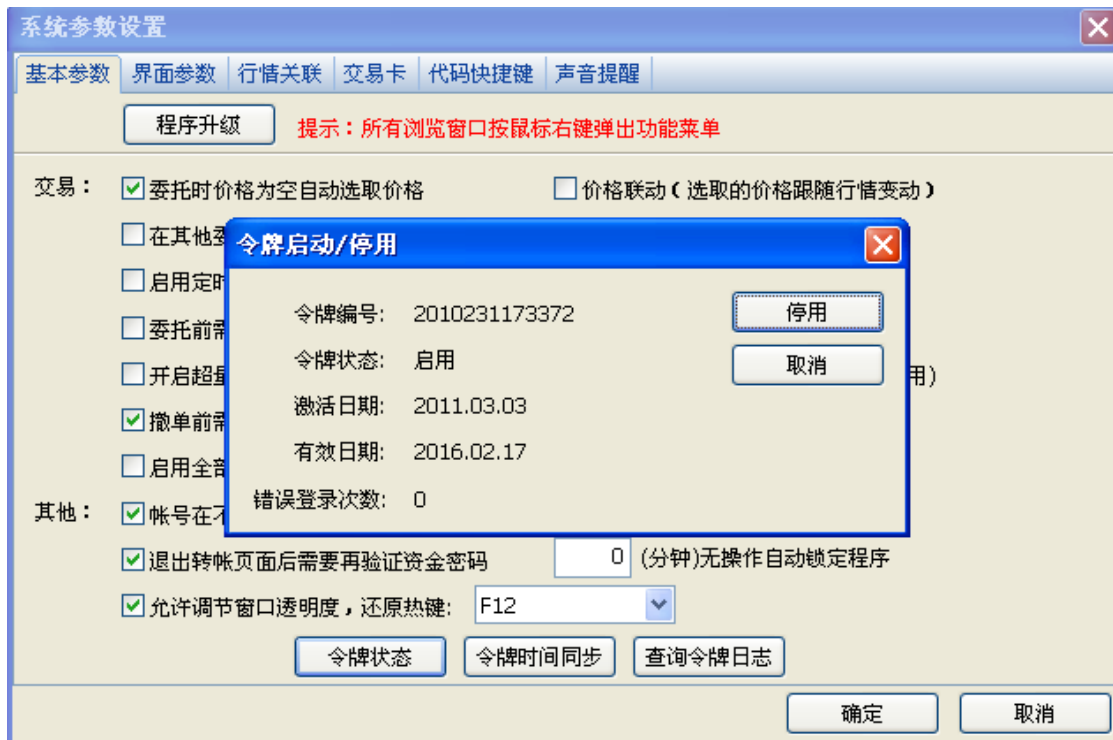 系统参数设置
基本参数 界面参数 行情关联 交易卡 代码快捷键 声音提醒
程序升级 提示：所有浏览窗口按鼠标右键弹出功能菜单
交易： 委托时价格为空自动选取价格 价格联动（选取的价格跟随行情变动）
在其他
令牌启动/停用
启用定时
令牌编号: 2010231173372 停用
委托前需
令牌状态: 启用 取消
开启超量 用)
激活日期: 2011.03.03
撤单前需
有效日期: 2016.02.17
启用全部
错误登录次数: 0
其他： 帐号在不
退出转帐页面后需要再验证资金密码 0 (分钟)无操作自动锁定程序
允许调节窗口透明度，还原热键: F12
令牌状态 令牌时间同步 查询令牌日志
确定 取消